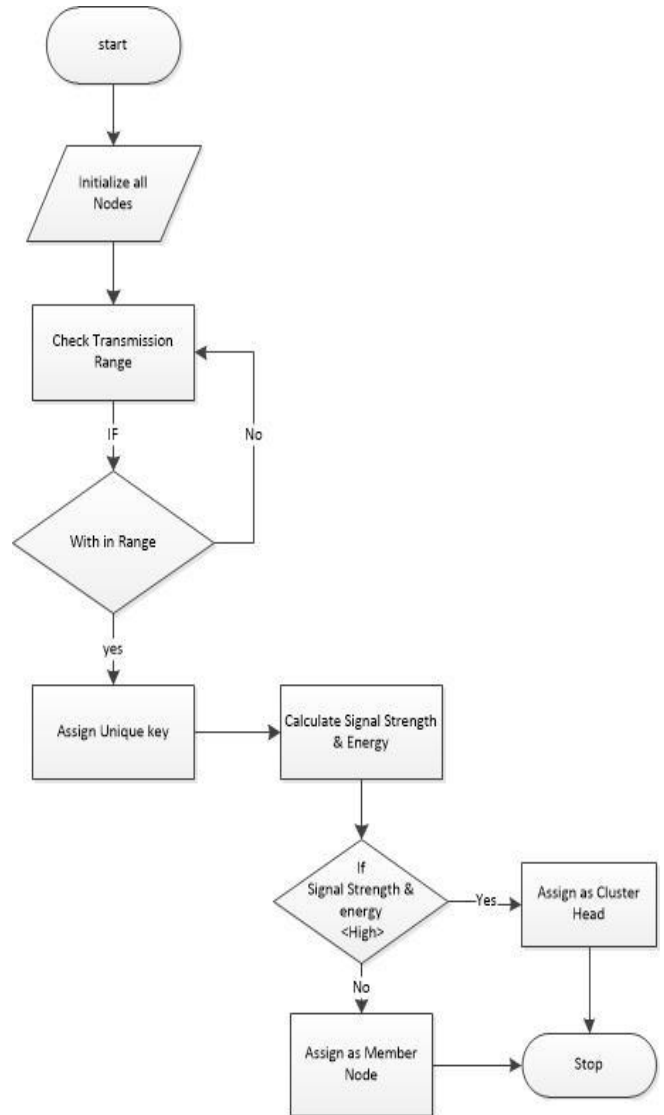 start
Initialize all
Nodes
Check Transmission
Range
IF
No
With in Range
yes
Assign Unique key
Calculate Signal Strength
& Energy
If
Signal Strength &
energy
<High>
Yes
Assign as Cluster
Head
No
Assign as Member
Node
Stop